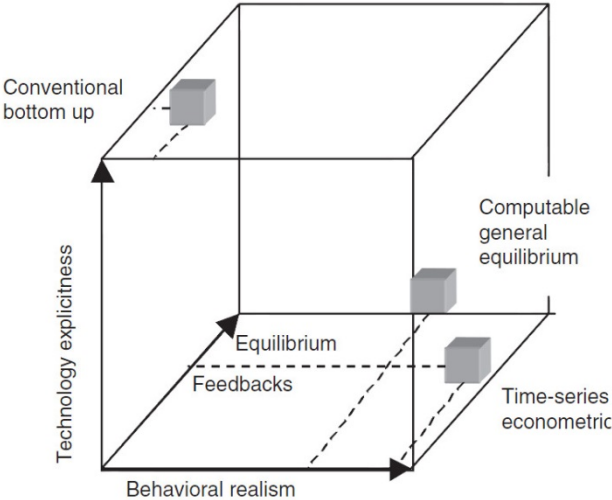 Conventional
bottom up
Computable
general
equilibrium
Technology explicitness
Equilibrium
Feedbacks
Time-series
econometric
Behavioral realism